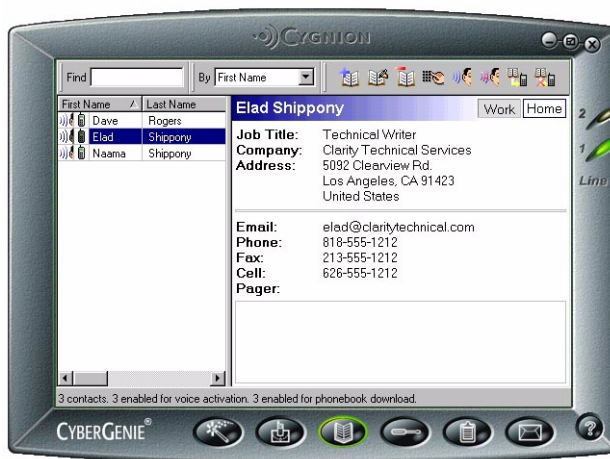 CYGNION
Find By First Name
First Name Last Name
Dave Rogers
Elad Shippony
Naama Shippony
Elad Shippony Work Home
Job Title: Technical Writer
Company: Clarity Technical Services
Address: 5092 Clearview Rd.
Los Angeles, CA 91423
United States
Email: elad@claritytechnical.com
Phone: 818-555-1212
Fax: 213-555-1212
Cell: 626-555-1212
Pager:
2
1
Line
3 contacts. 3 enabled for voice activation. 3 enabled for phonebook download.
CYBERGENIE®
?